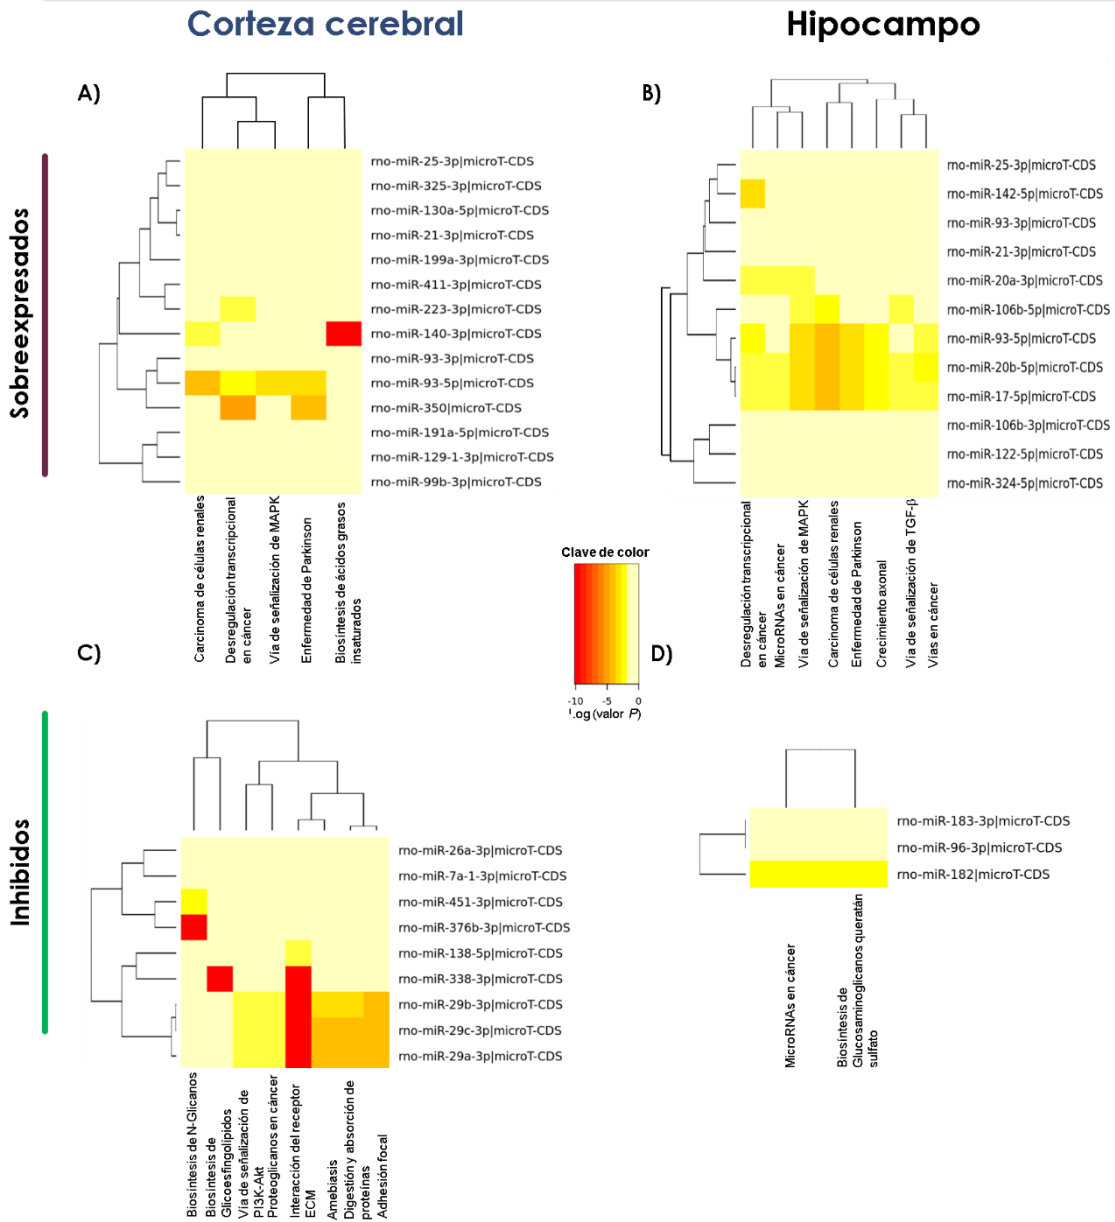 Corteza cerebral
Hipocampo
A)
B)
Sobreexpresados
rno-miR-25-3p|microT-CDS
rno-miR-325-3p|microT-CDS
rno-miR-130a-5p|microT-CDS
rno-miR-21-3p|microT-CDS
rno-miR-199a-3p|microT-CDS
rno-miR-411-3p|microT-CDS
rno-miR-223-3p|microT-CDS
rno-miR-140-3p|microT-CDS
rno-miR-93-3p|microT-CDS
rno-miR-93-5p|microT-CDS
rno-miR-350|microT-CDS
rno-miR-191a-5p|microT-CDS
rno-miR-129-1-3p|microT-CDS
rno-miR-99b-3p|microT-CDS
Carcinoma de células renales
Desregulación transcripcional
en cáncer
Vía de señalización de MAPK
Enfermedad de Parkinson
Biosíntesis de ácidos grasos
insaturados
rno-miR-25-3p|microT-CDS
rno-miR-142-5p|microT-CDS
rno-miR-93-3p|microT-CDS
rno-miR-21-3p|microT-CDS
rno-miR-20a-3p|microT-CDS
rno-miR-106b-5p|microT-CDS
rno-miR-93-5p|microT-CDS
rno-miR-20b-5p|microT-CDS
rno-miR-17-5p|microT-CDS
rno-miR-106b-3p|microT-CDS
rno-miR-122-5p|microT-CDS
rno-miR-324-5p|microT-CDS
Desregulación transcripcional
en cáncer
MicroRNAs en cáncer
Vía de señalización de MAPK
Carcinoma de células renales
Enfermedad de Parkinson
Crecimiento axonal
Vía de señalización de TGF-β
Vías en cáncer
Clave de color
-10 -5 0
Log (valor P)
C)
D)
Inhibidos
rno-miR-26a-3p|microT-CDS
rno-miR-7a-1-3p|microT-CDS
rno-miR-451-3p|microT-CDS
rno-miR-376b-3p|microT-CDS
rno-miR-138-5p|microT-CDS
rno-miR-338-3p|microT-CDS
rno-miR-29b-3p|microT-CDS
rno-miR-29c-3p|microT-CDS
rno-miR-29a-3p|microT-CDS
Biosíntesis de N-Glicanos
Biosíntesis de
Glicoesfingolípidos
Vía de señalización de
PI3K-Akt
Proteoglicanos en cáncer
Interacción del receptor
ECM
Amebiasis
Digestión y absorción de
proteínas
Adhesión focal
rno-miR-183-3p|microT-CDS
rno-miR-96-3p|microT-CDS
rno-miR-182|microT-CDS
MicroRNAs en cáncer
Biosíntesis de
Glucosaminoglicanos queratán
sulfato